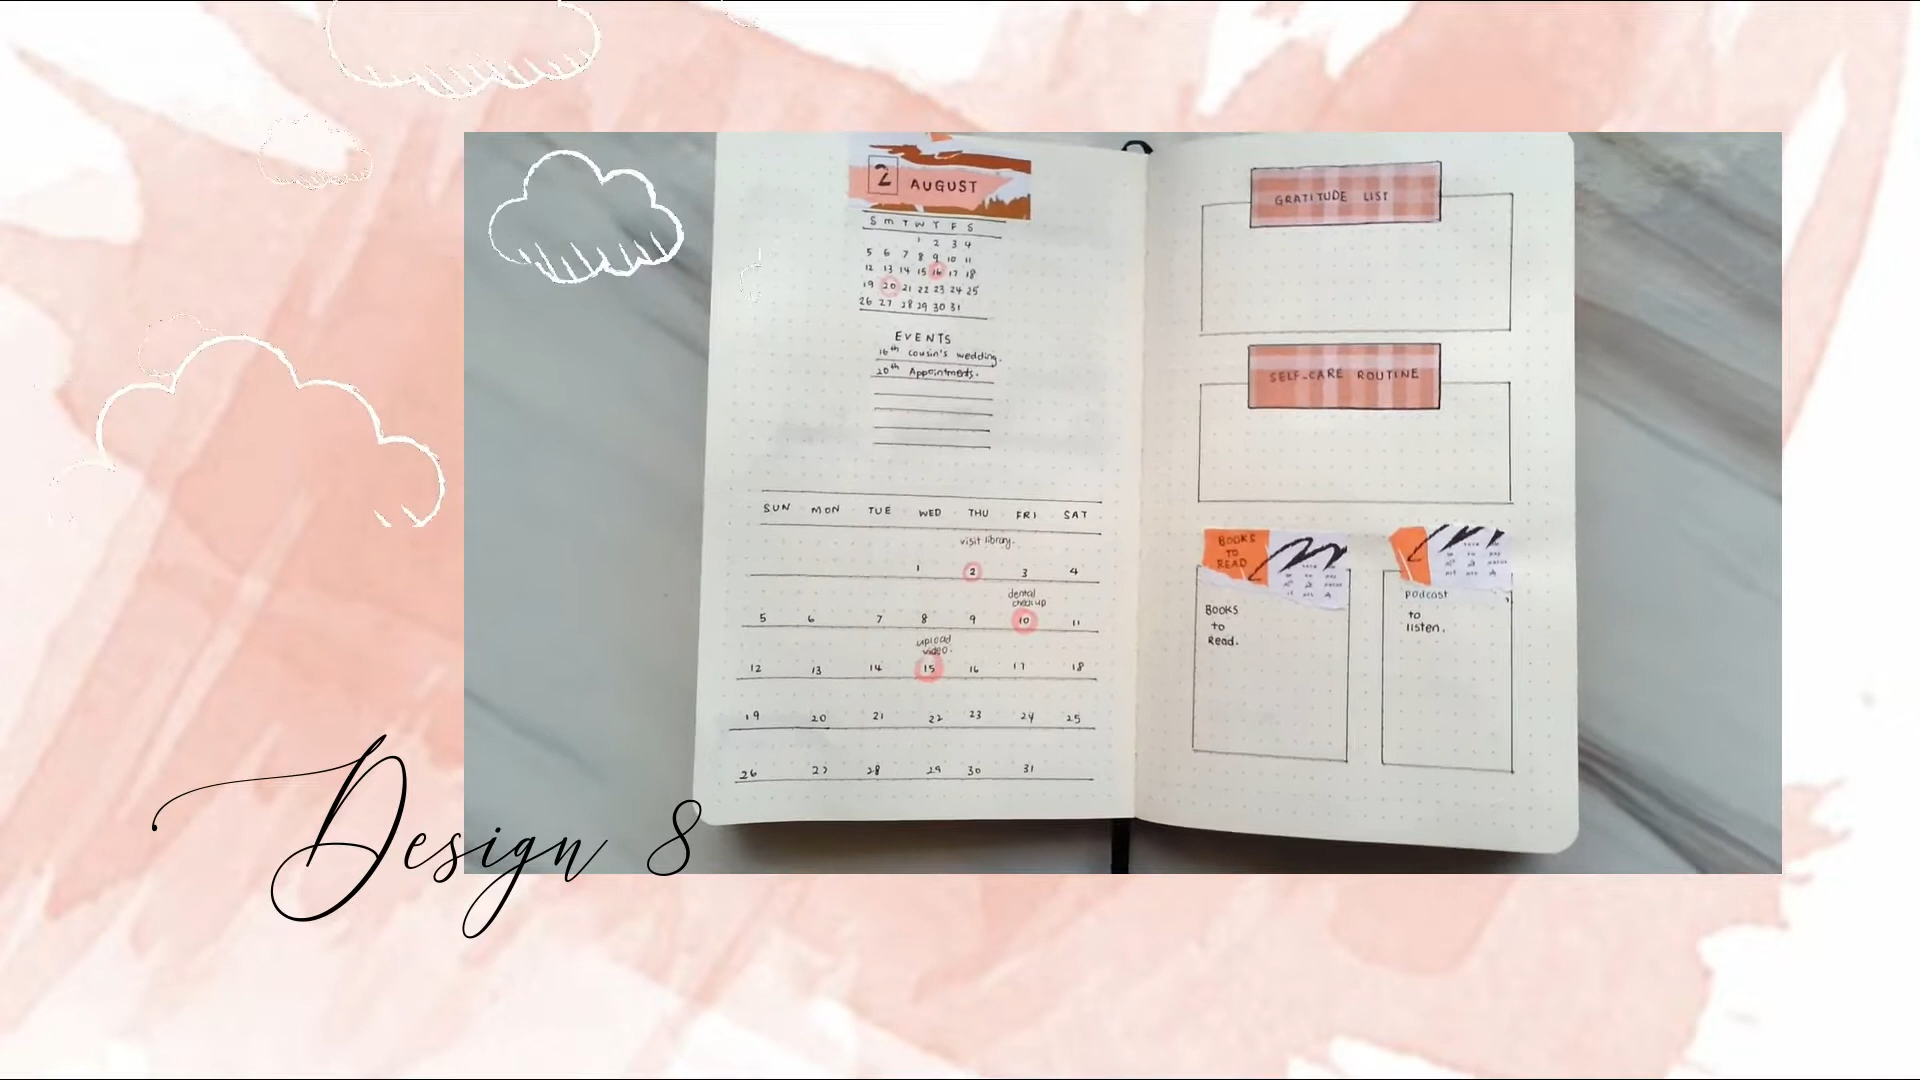 2 AUGUST
S M T W T F S
1 2 3 4
5 6 7 8 9 10 11
12 13 14 15 16 17 18
19 20 21 22 23 24 25
26 27 28 29 30 31
EVENTS
16th cousin's wedding.
20th Appointments.
SUN MON TUE WED THU FRI SAT
visit library.
1 2 3 4
dental
check up
5 6 7 8 9 10 11
upload
video.
12 13 14 15 16 17 18
19 20 21 22 23 24 25
26 27 28 29 30 31
GRATITUDE LIST
SELF-CARE ROUTINE
BOOKS
TO
READ
BOOKS
to
Read.
podcast
to
listen.
Design 8